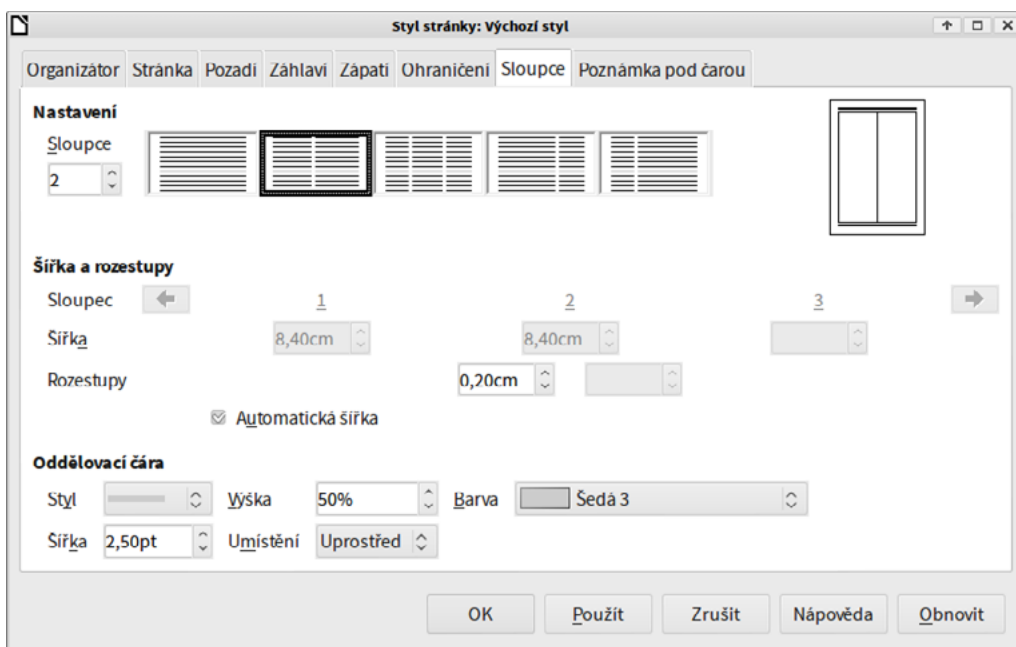 Styl stránky: Výchozí styl
Organizátor Stránka Pozadí Záhlaví Zápatí Ohraničení Sloupce Poznámka pod čarou
Nastavení
Sloupce
2
Šířka a rozestupy
Sloupec 1 2 3
Šířka 8,40cm 8,40cm
Rozestupy 0,20cm
Automatická šířka
Oddělovací čára
Styl Výška 50% Barva Šedá 3
Šířka 2,50pt Umístění Uprostřed
OK Použít Zrušit Nápověda Obnovit